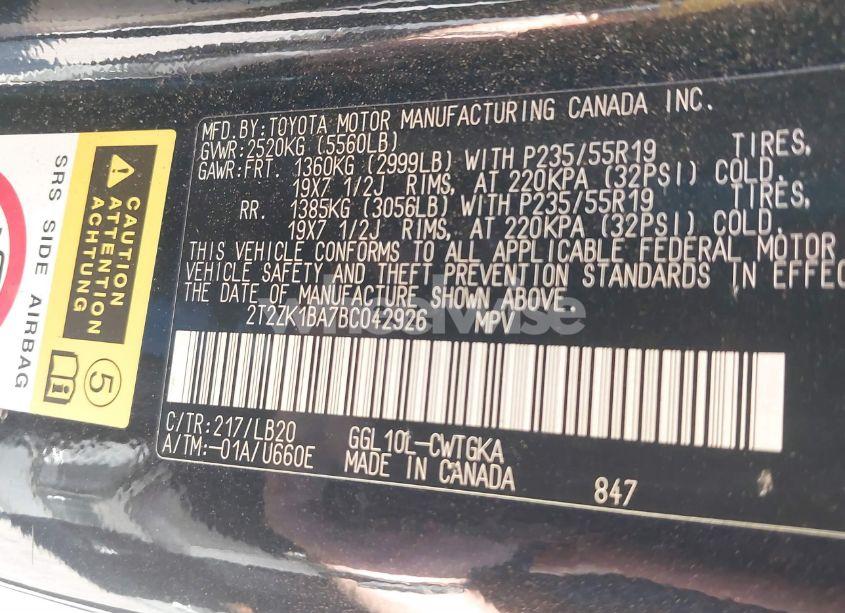 MFD. BY: TOYOTA MOTOR MANUFACTURING CANADA INC.
GVWR: 2520KG (5560LB)
GAWR: FRT. 1360KG (2999LB) WITH P235/55R19 TIRES,
19X7 1/2J RIMS, AT 220KPA (32PSI) COLD.
RR. 1385KG (3056LB) WITH P235/55R19 TIRES,
19X7 1/2J RIMS, AT 220KPA (32PSI) COLD.
THIS VEHICLE CONFORMS TO ALL APPLICABLE FEDERAL MOTOR
VEHICLE SAFETY AND THEFT PREVENTION STANDARDS IN EFFEC
THE DATE OF MANUFACTURE SHOWN ABOVE.
2T2ZK1BA7BC042926 MPV
C/TR: 217/LB20 GGL10L-CWTGKA
A/TM:-01A/U660E MADE IN CANADA 847
SRS SIDE AIRBAG
CAUTION
ATTENTION
ACHTUNG
5
i